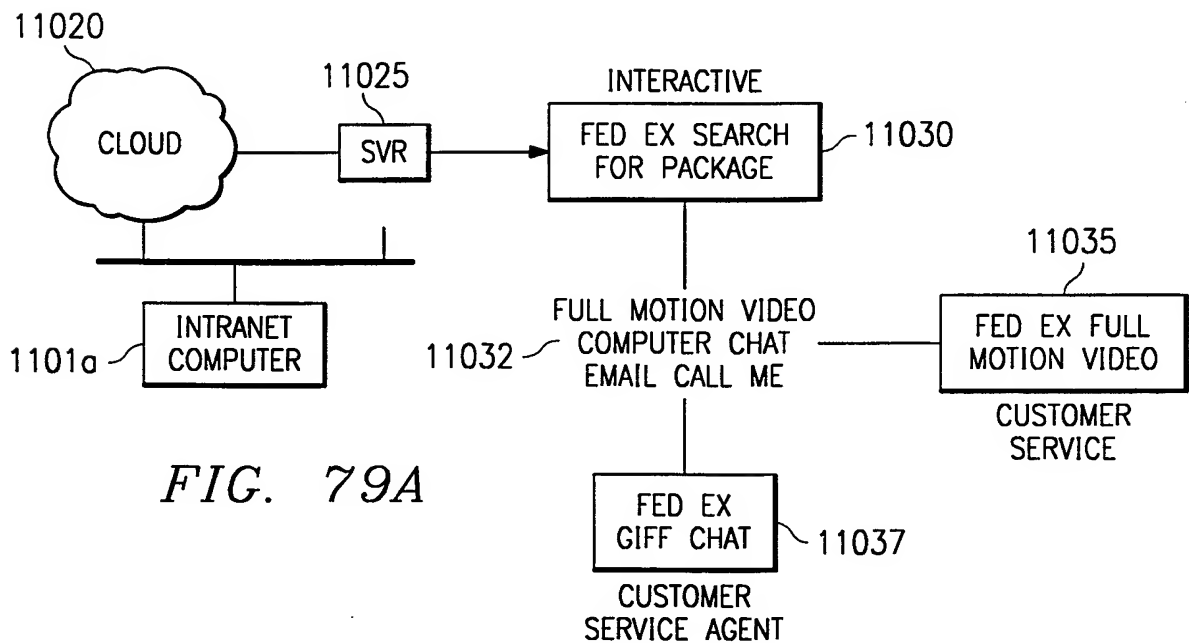 11020
CLOUD
11025
SVR
INTERACTIVE
FED EX SEARCH
FOR PACKAGE
11030
1101a
INTRANET
COMPUTER
11032
FULL MOTION VIDEO
COMPUTER CHAT
EMAIL CALL ME
11035
FED EX FULL
MOTION VIDEO
CUSTOMER
SERVICE
FED EX
GIFF CHAT
11037
CUSTOMER
SERVICE AGENT
FIG. 79A